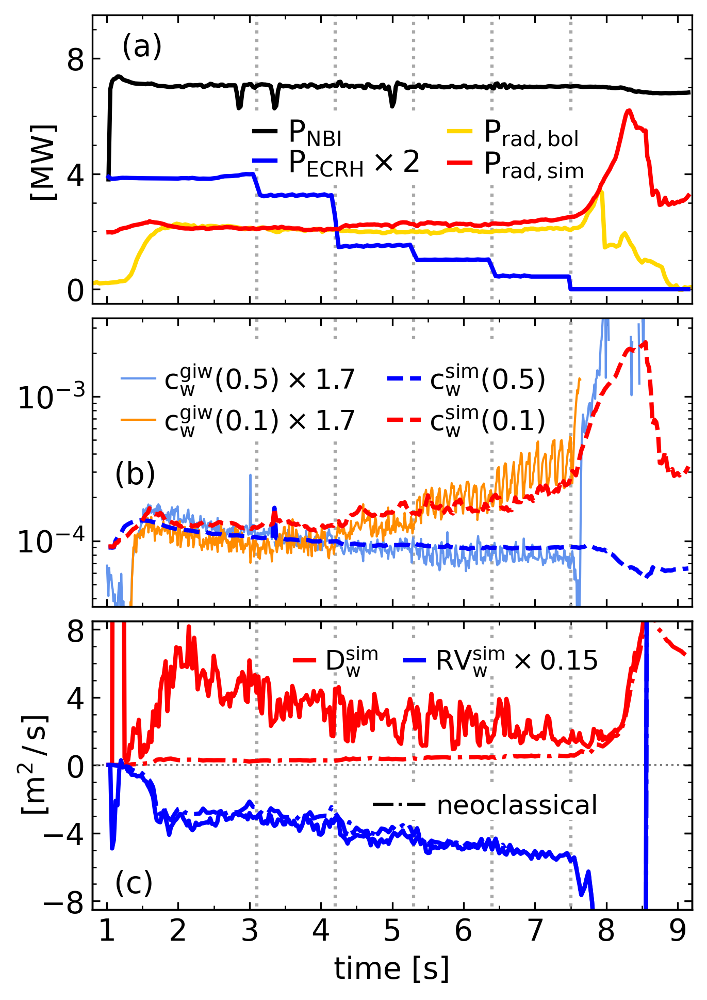 (a)
8
4
0
[MW]
P_NBI
P_ECRH × 2
P_rad, bol
P_rad, sim
10^−3
10^−4
c_w^giw(0.5) × 1.7
c_w^giw(0.1) × 1.7
c_w^sim(0.5)
c_w^sim(0.1)
(b)
8
4
0
−4
−8
[m^2 / s]
D_w^sim
RV_w^sim × 0.15
neoclassical
(c)
1 2 3 4 5 6 7 8 9
time [s]